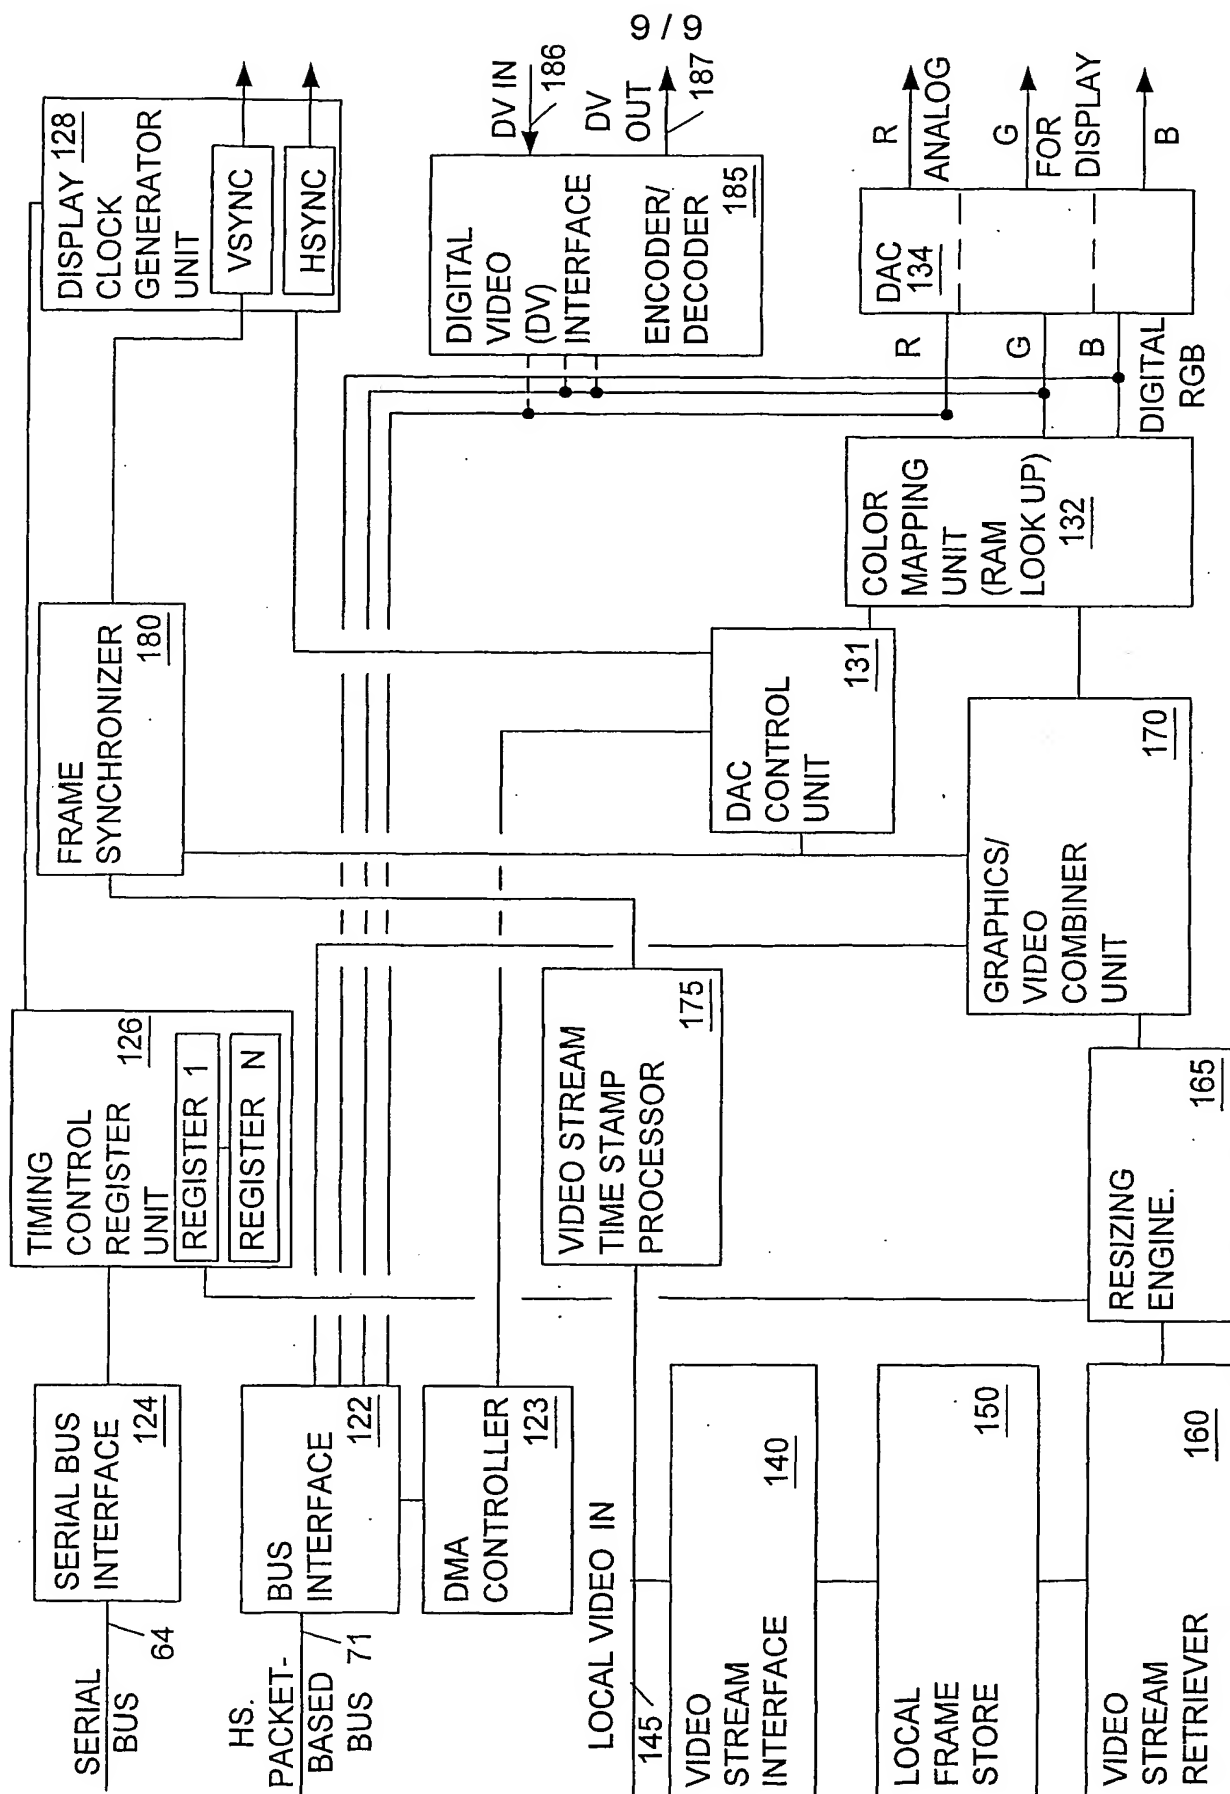 9 / 9
SERIAL
BUS
64
SERIAL BUS
INTERFACE
124
TIMING
CONTROL
REGISTER
UNIT
126
REGISTER 1
REGISTER N
FRAME
SYNCHRONIZER
180
DISPLAY 128
CLOCK
GENERATOR
UNIT
VSYNC
HSYNC
HS.
PACKET-
BASED
BUS 71
BUS
INTERFACE
122
DMA
CONTROLLER
123
DIGITAL
VIDEO
(DV)
INTERFACE
ENCODER/
DECODER
185
DV IN
186
DV
OUT
187
LOCAL VIDEO IN
145
VIDEO STREAM
TIME STAMP
PROCESSOR
175
DAC
CONTROL
UNIT
131
COLOR
MAPPING
UNIT
(RAM
LOOK UP)
132
R
G
B
DIGITAL
RGB
DAC
134
R
ANALOG
G
FOR
DISPLAY
B
VIDEO
STREAM
INTERFACE
140
LOCAL
FRAME
STORE
150
VIDEO
STREAM
RETRIEVER
160
RESIZING
ENGINE.
165
GRAPHICS/
VIDEO
COMBINER
UNIT
170